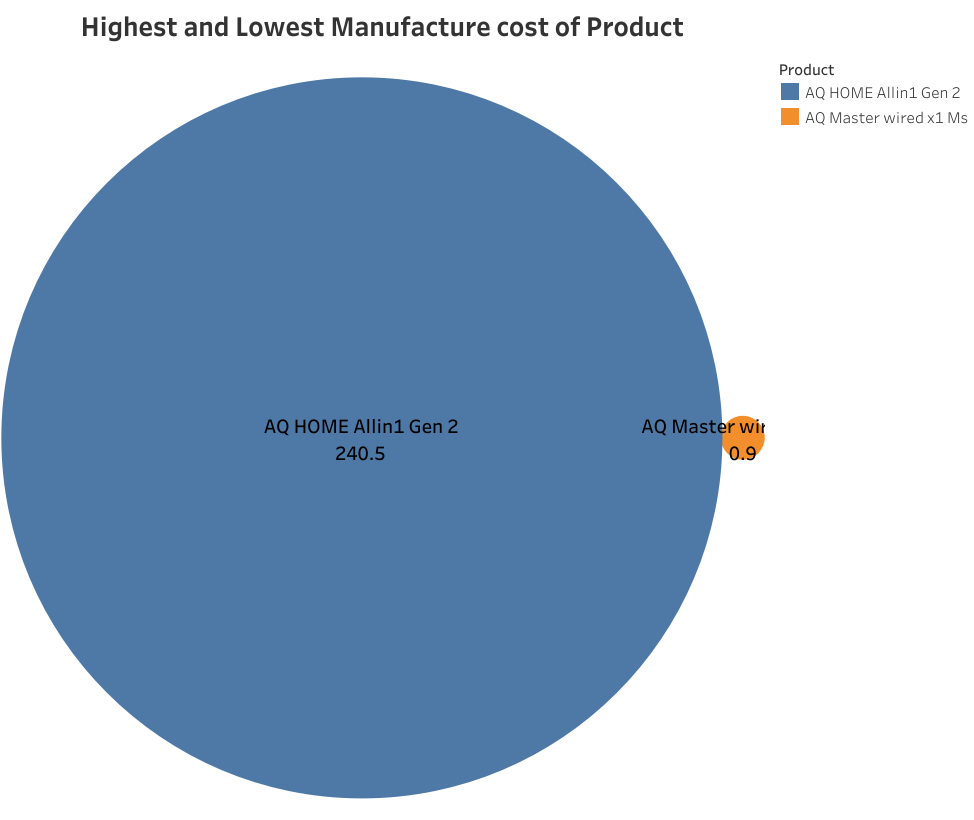 Highest and Lowest Manufacture cost of Product
Product
AQ HOME Allin1 Gen 2
AQ Master wired x1 Ms
AQ HOME Allin1 Gen 2
240.5
AQ Master wir
0.9